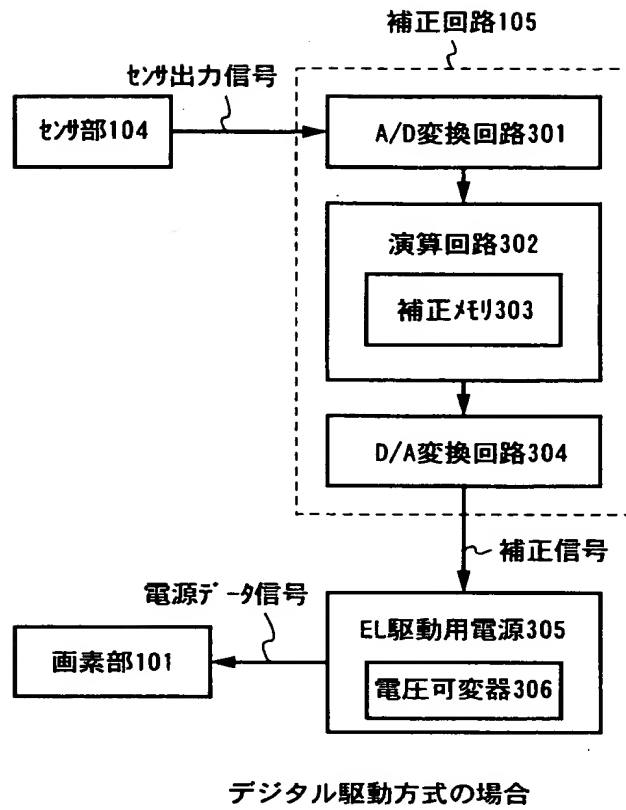 補正回路105
センサ出力信号
センサ部104
A/D変換回路301
演算回路302
補正メモリ303
D/A変換回路304
補正信号
電源データ信号
EL駆動用電源305
画素部101
電圧可変器306
デジタル駆動方式の場合